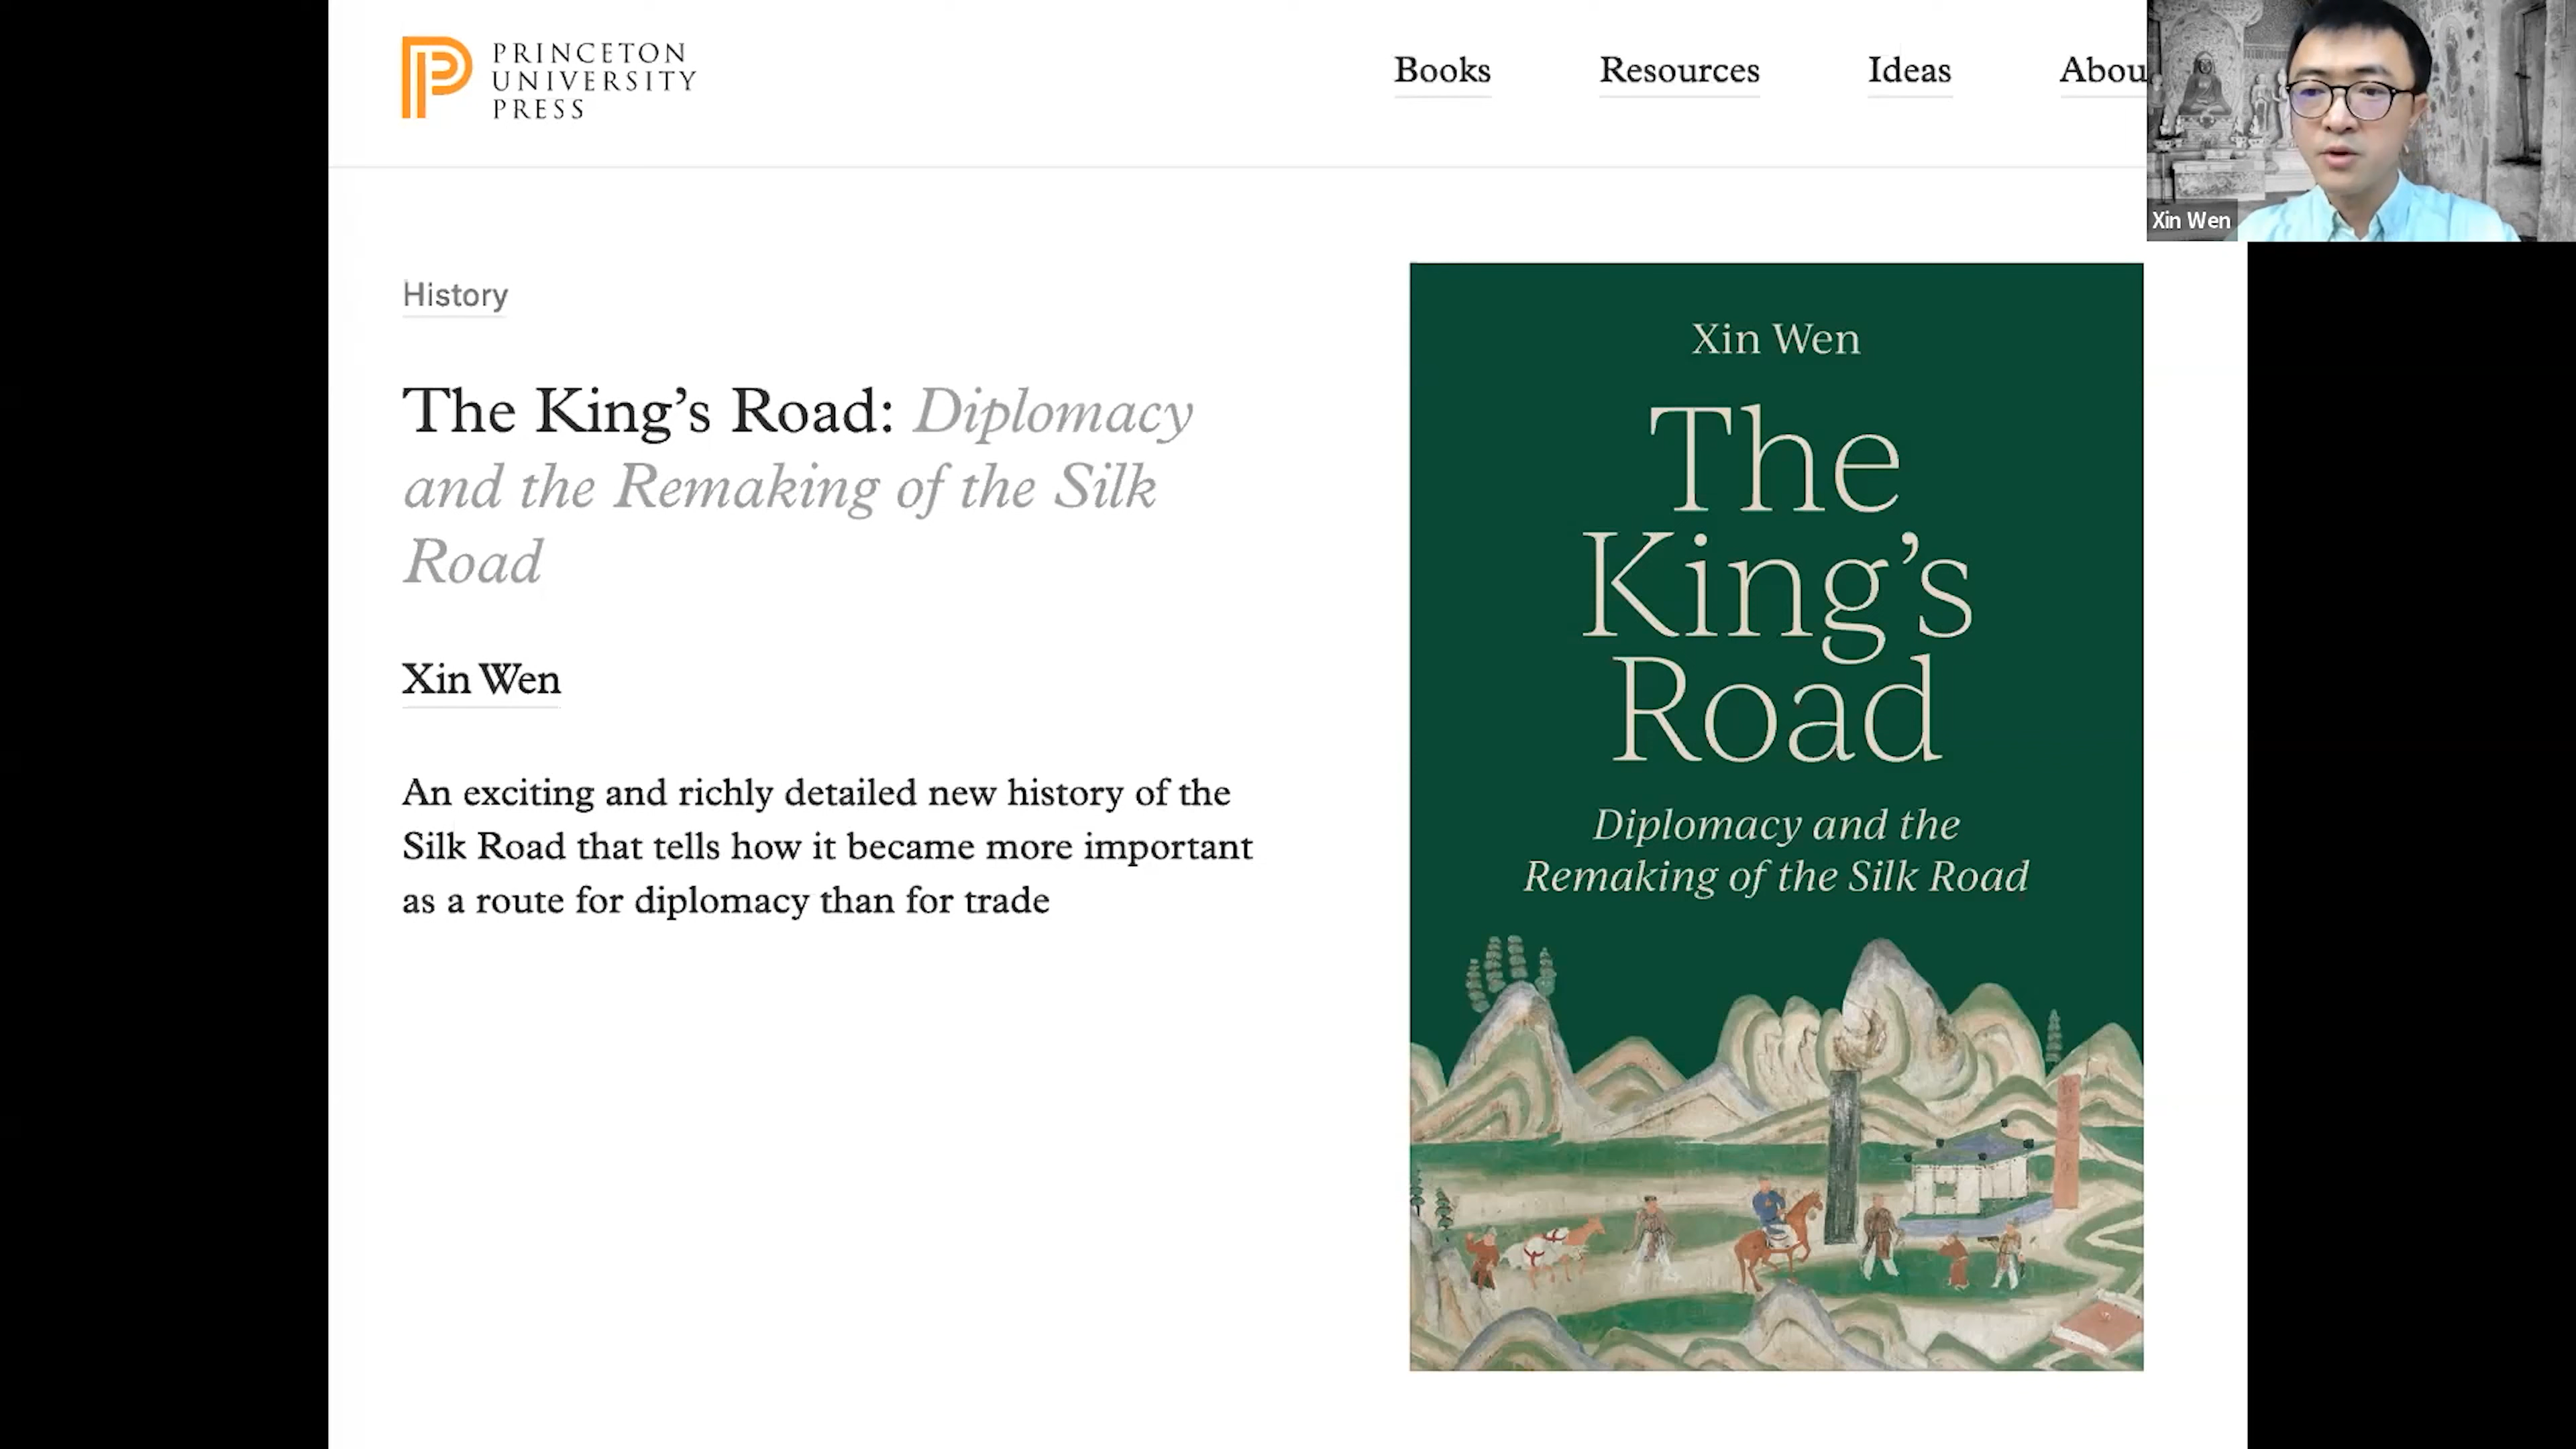 PRINCETON
UNIVERSITY
PRESS
Books Resources Ideas Abou
Xin Wen
History
The King’s Road: Diplomacy
and the Remaking of the Silk
Road
Xin Wen
An exciting and richly detailed new history of the
Silk Road that tells how it became more important
as a route for diplomacy than for trade
Xin Wen
The
King’s
Road
Diplomacy and the
Remaking of the Silk Road